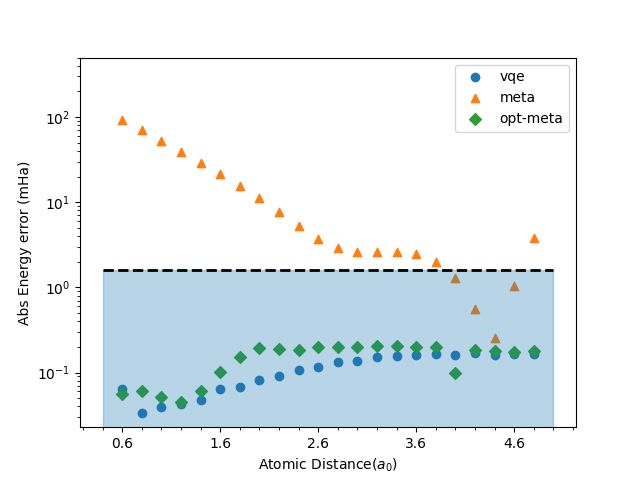 vqe
meta
opt-meta
Abs Energy error (mHa)
10²
10¹
10⁰
10⁻¹
0.6 1.6 2.6 3.6 4.6
Atomic Distance(a₀)